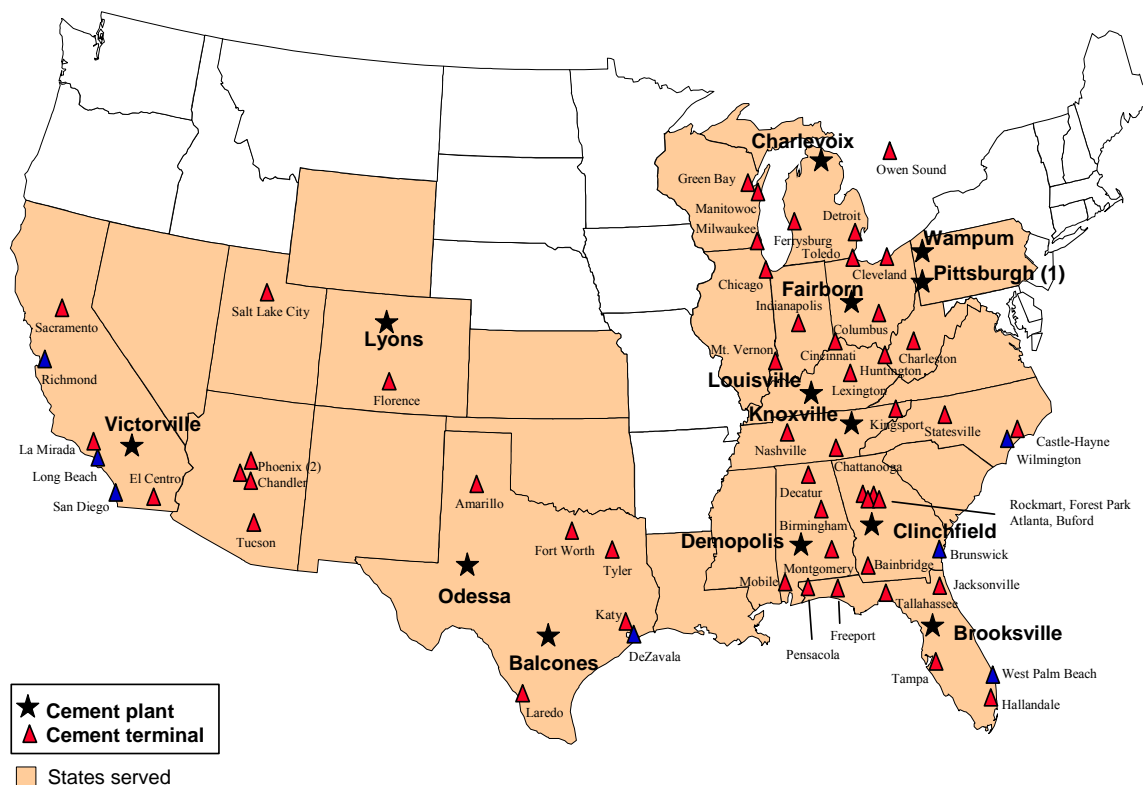 Charlevoix
Owen Sound
Green Bay
Manitowoc
Detroit
Milwaukee
Ferrysburg
Wampum
Toledo
Cleveland
Pittsburgh (1)
Chicago
Fairborn
Indianapolis
Salt Lake City
Columbus
Sacramento
Lyons
Cincinnati
Charleston
Mt. Vernon
Huntington
Richmond
Louisville
Lexington
Florence
Knoxville
Kingsport
Statesville
Victorville
La Mirada
Castle-Hayne
Nashville
Wilmington
Phoenix (2)
Chattanooga
Long Beach
El Centro
Chandler
Decatur
San Diego
Amarillo
Rockmart, Forest Park
Atlanta, Buford
Birmingham
Clinchfield
Tucson
Fort Worth
Demopolis
Brunswick
Tyler
Montgomery
Bainbridge
Mobile
Jacksonville
Odessa
Tallahassee
Katy
Freeport
Brooksville
DeZavala
Pensacola
Balcones
West Palm Beach
Tampa
Hallandale
Laredo
Cement plant
Cement terminal
States served